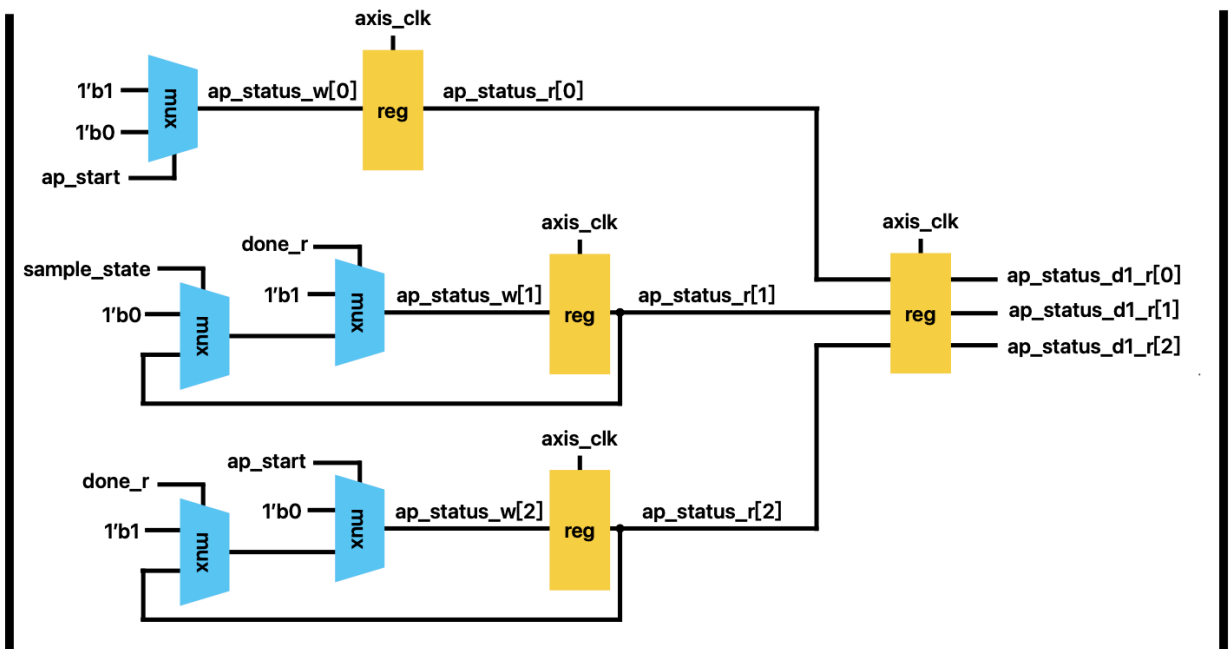 axis_clk
1'b1
mux
ap_status_w[0]
reg
ap_status_r[0]
1'b0
ap_start
axis_clk
axis_clk
done_r
sample_state
1'b1
mux
ap_status_w[1]
reg
ap_status_r[1]
reg
ap_status_d1_r[0]
ap_status_d1_r[1]
ap_status_d1_r[2]
1'b0
mux
axis_clk
ap_start
done_r
1'b0
mux
ap_status_w[2]
reg
ap_status_r[2]
1'b1
mux